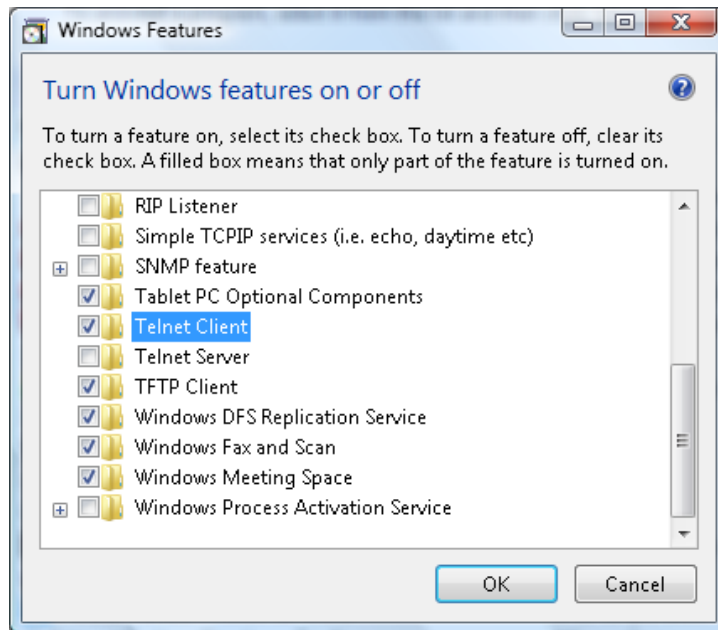 Windows Features
Turn Windows features on or off
To turn a feature on, select its check box. To turn a feature off, clear its
check box. A filled box means that only part of the feature is turned on.
RIP Listener
Simple TCPIP services (i.e. echo, daytime etc)
SNMP feature
Tablet PC Optional Components
Telnet Client
Telnet Server
TFTP Client
Windows DFS Replication Service
Windows Fax and Scan
Windows Meeting Space
Windows Process Activation Service
OK
Cancel